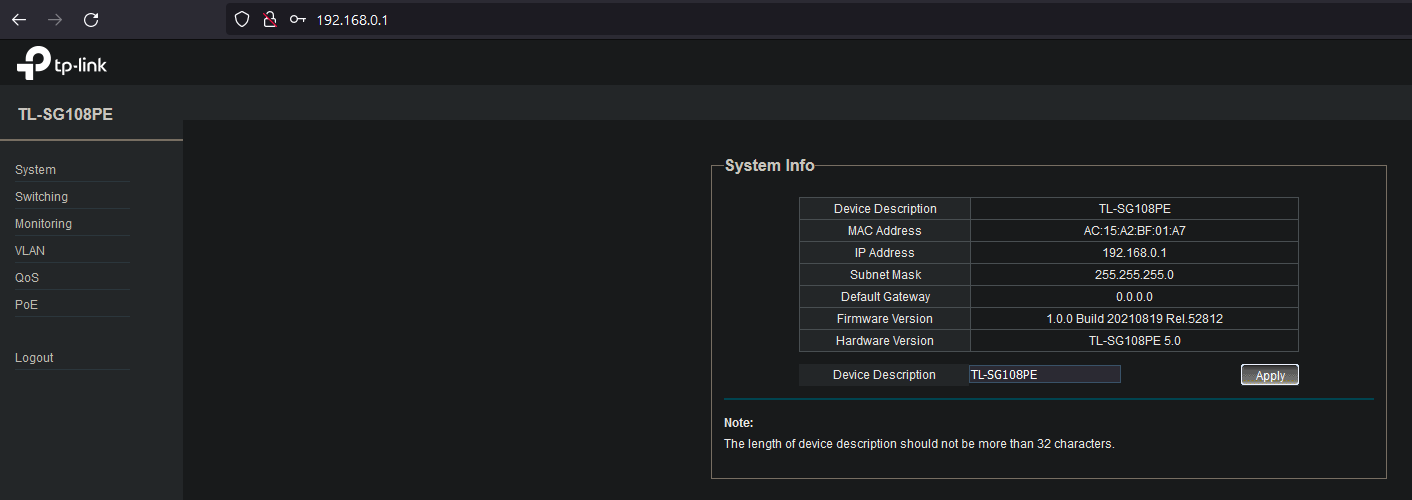 192.168.0.1
tp-link
TL-SG108PE
System
Switching
Monitoring
VLAN
QoS
PoE
Logout
System Info
Device Description TL-SG108PE
MAC Address AC:15:A2:BF:01:A7
IP Address 192.168.0.1
Subnet Mask 255.255.255.0
Default Gateway 0.0.0.0
Firmware Version 1.0.0 Build 20210819 Rel.52812
Hardware Version TL-SG108PE 5.0
Device Description TL-SG108PE Apply
Note:
The length of device description should not be more than 32 characters.